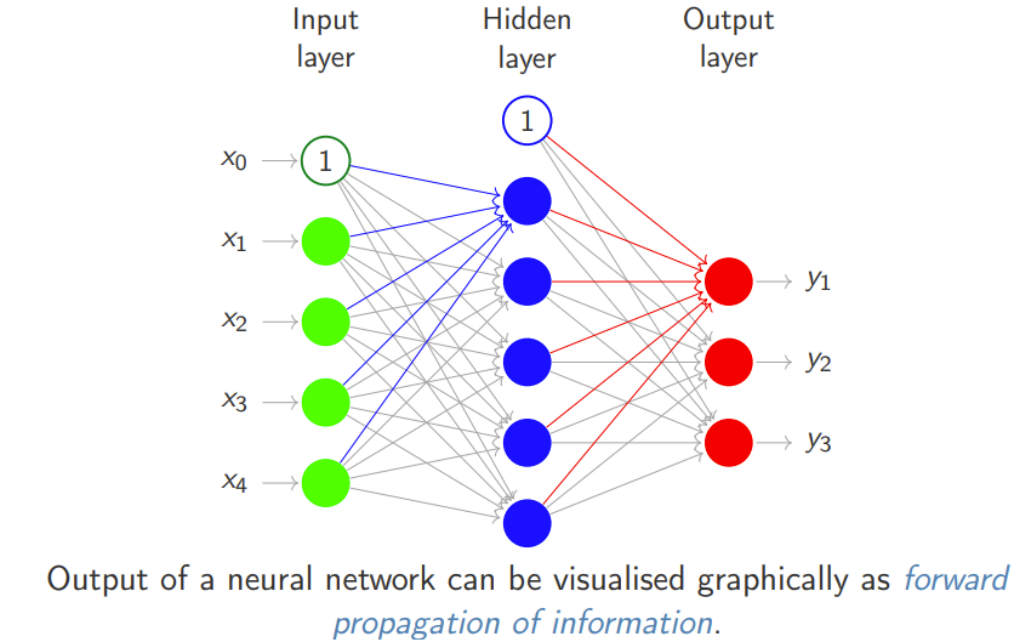 Input
layer
Hidden
layer
Output
layer
1
x₀
1
x₁
x₂
x₃
x₄
y₁
y₂
y₃
Output of a neural network can be visualised graphically as forward
propagation of information.